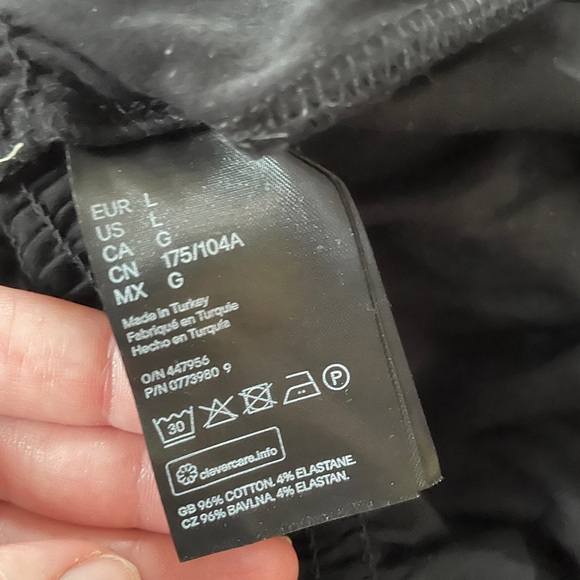 EUR L
US L
CA G
CN 175/104A
MX G
Made in Turkey
Fabriqué en Turquie
Hecho en Turquía
O/N 447956
P/N 0773980 9
30
P
clevercare.info
GB 96% COTTON. 4% ELASTANE
CZ 96% BAVLNA. 4% ELASTAN.